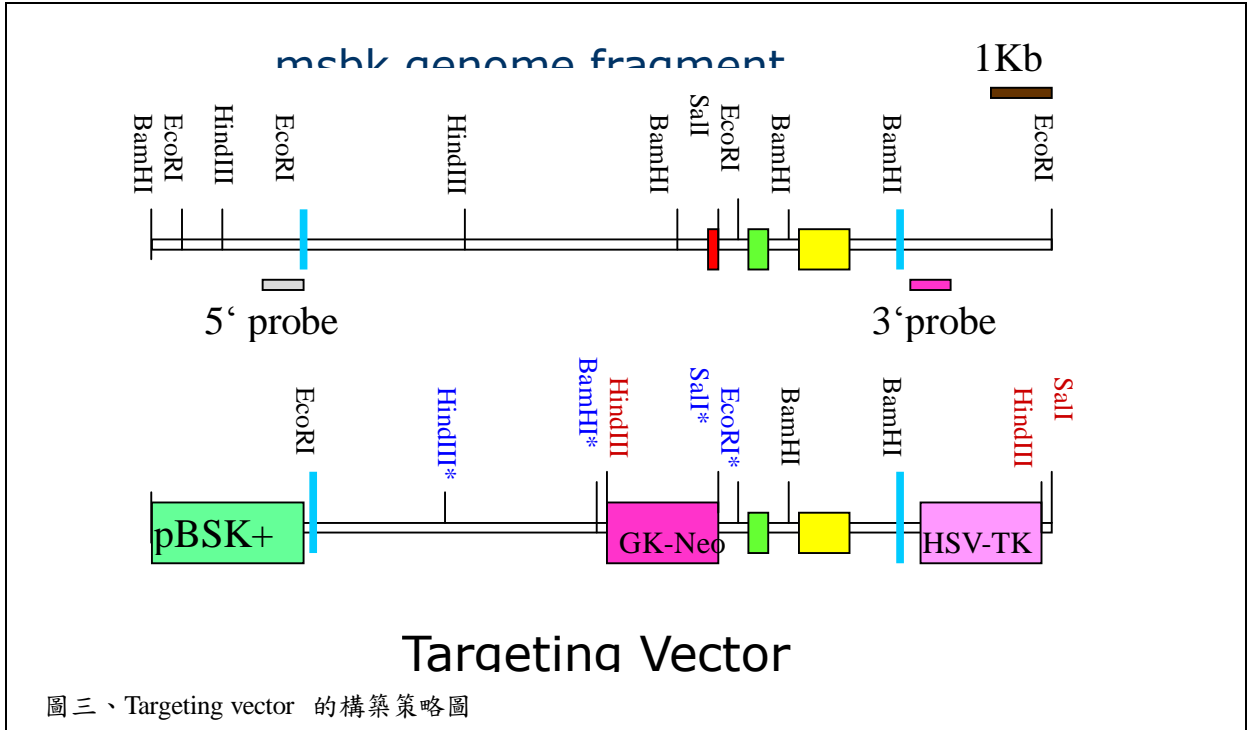 msbk genome fragment
1Kb
BamHI
EcoRI
HindIII
EcoRI
HindIII
BamHI
SalI
EcoRI
BamHI
BamHI
EcoRI
5‘ probe
3‘probe
EcoRI
HindIII*
BamHI*
HindIII
SalI*
EcoRI*
BamHI
BamHI
HindIII
SalI
pBSK+
GK-Neo
HSV-TK
Targeting Vector
圖三、Targeting vector 的構築策略圖